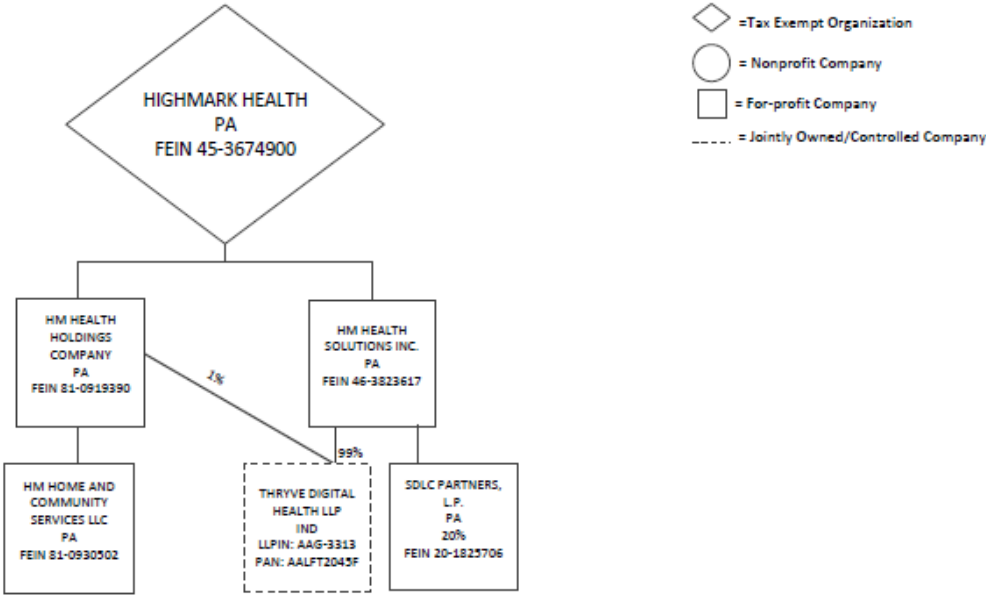 =Tax Exempt Organization
= Nonprofit Company
= For-profit Company
= Jointly Owned/Controlled Company
HIGHMARK HEALTH
PA
FEIN 45-3674900
HM HEALTH
HOLDINGS
COMPANY
PA
FEIN 81-0919390
HM HEALTH
SOLUTIONS INC.
PA
FEIN 46-3823617
1%
99%
HM HOME AND
COMMUNITY
SERVICES LLC
PA
FEIN 81-0930502
THRYVE DIGITAL
HEALTH LLP
IND
LLPIN: AAG-3313
PAN: AALFT2045F
SDLC PARTNERS,
L.P.
PA
20%
FEIN 20-1825706